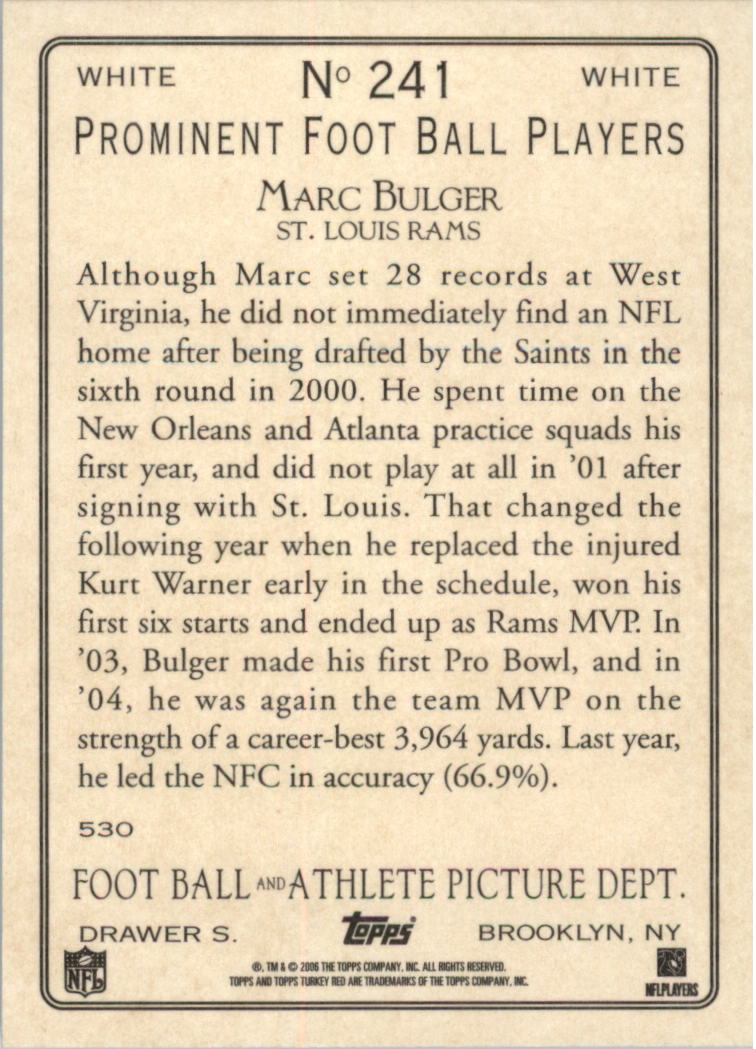 WHITE Nº 241 WHITE
PROMINENT FOOT BALL PLAYERS
MARC BULGER
ST. LOUIS RAMS
Although Marc set 28 records at West
Virginia, he did not immediately find an NFL
home after being drafted by the Saints in the
sixth round in 2000. He spent time on the
New Orleans and Atlanta practice squads his
first year, and did not play at all in '01 after
signing with St. Louis. That changed the
following year when he replaced the injured
Kurt Warner early in the schedule, won his
first six starts and ended up as Rams MVP. In
'03, Bulger made his first Pro Bowl, and in
'04, he was again the team MVP on the
strength of a career-best 3,964 yards. Last year,
he led the NFC in accuracy (66.9%).
530
FOOT BALL AND ATHLETE PICTURE DEPT.
DRAWER S. Topps BROOKLYN, NY
NFL
®, TM & © 2006 THE TOPPS COMPANY, INC. ALL RIGHTS RESERVED.
TOPPS AND TOPPS TURKEY RED ARE TRADEMARKS OF THE TOPPS COMPANY, INC.
NFLPLAYERS